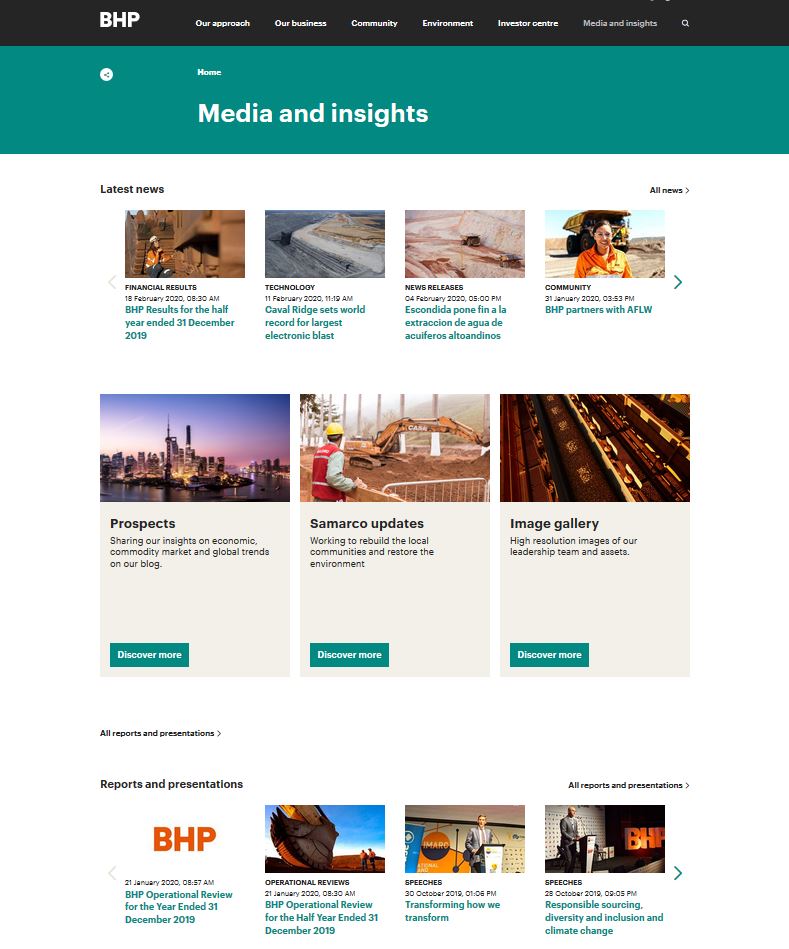 BHP
Our approach
Our business
Community
Environment
Investor centre
Media and insights
Home
Media and insights
Latest news
All news
FINANCIAL RESULTS
18 February 2020, 08:30 AM
BHP Results for the half
year ended 31 December
2019
TECHNOLOGY
11 February 2020, 11:19 AM
Caval Ridge sets world
record for largest
electronic blast
NEWS RELEASES
04 February 2020, 05:00 PM
Escondida pone fin a la
extraccion de agua de
acuiferos altoandinos
COMMUNITY
31 January 2020, 03:53 PM
BHP partners with AFLW
CASE
Prospects
Sharing our insights on economic,
commodity market and global trends
on our blog.
Discover more
Samarco updates
Working to rebuild the local
communities and restore the
environment
Discover more
Image gallery
High resolution images of our
leadership team and assets.
Discover more
All reports and presentations
Reports and presentations
All reports and presentations
BHP
21 January 2020, 08:57 AM
BHP Operational Review
for the Year Ended 31
December 2019
OPERATIONAL REVIEWS
21 January 2020, 08:30 AM
BHP Operational Review
for the Half Year Ended 31
December 2019
IMARC
SPEECHES
30 October 2019, 01:06 PM
Transforming how we
transform
BHP
SPEECHES
28 October 2019, 09:05 PM
Responsible sourcing,
diversity and inclusion and
climate change